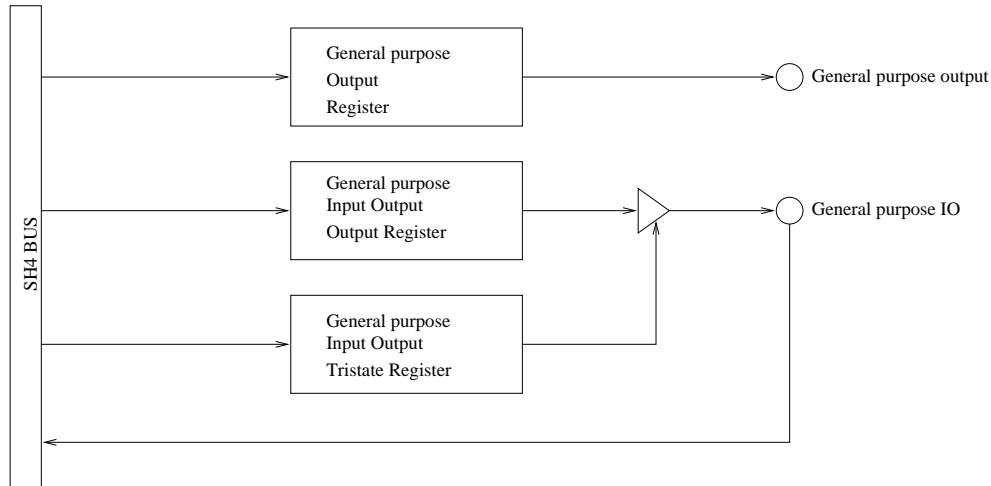 SH4 BUS
General purpose
Output
Register
General purpose output
General purpose
Input Output
Output Register
General purpose IO
General purpose
Input Output
Tristate Register